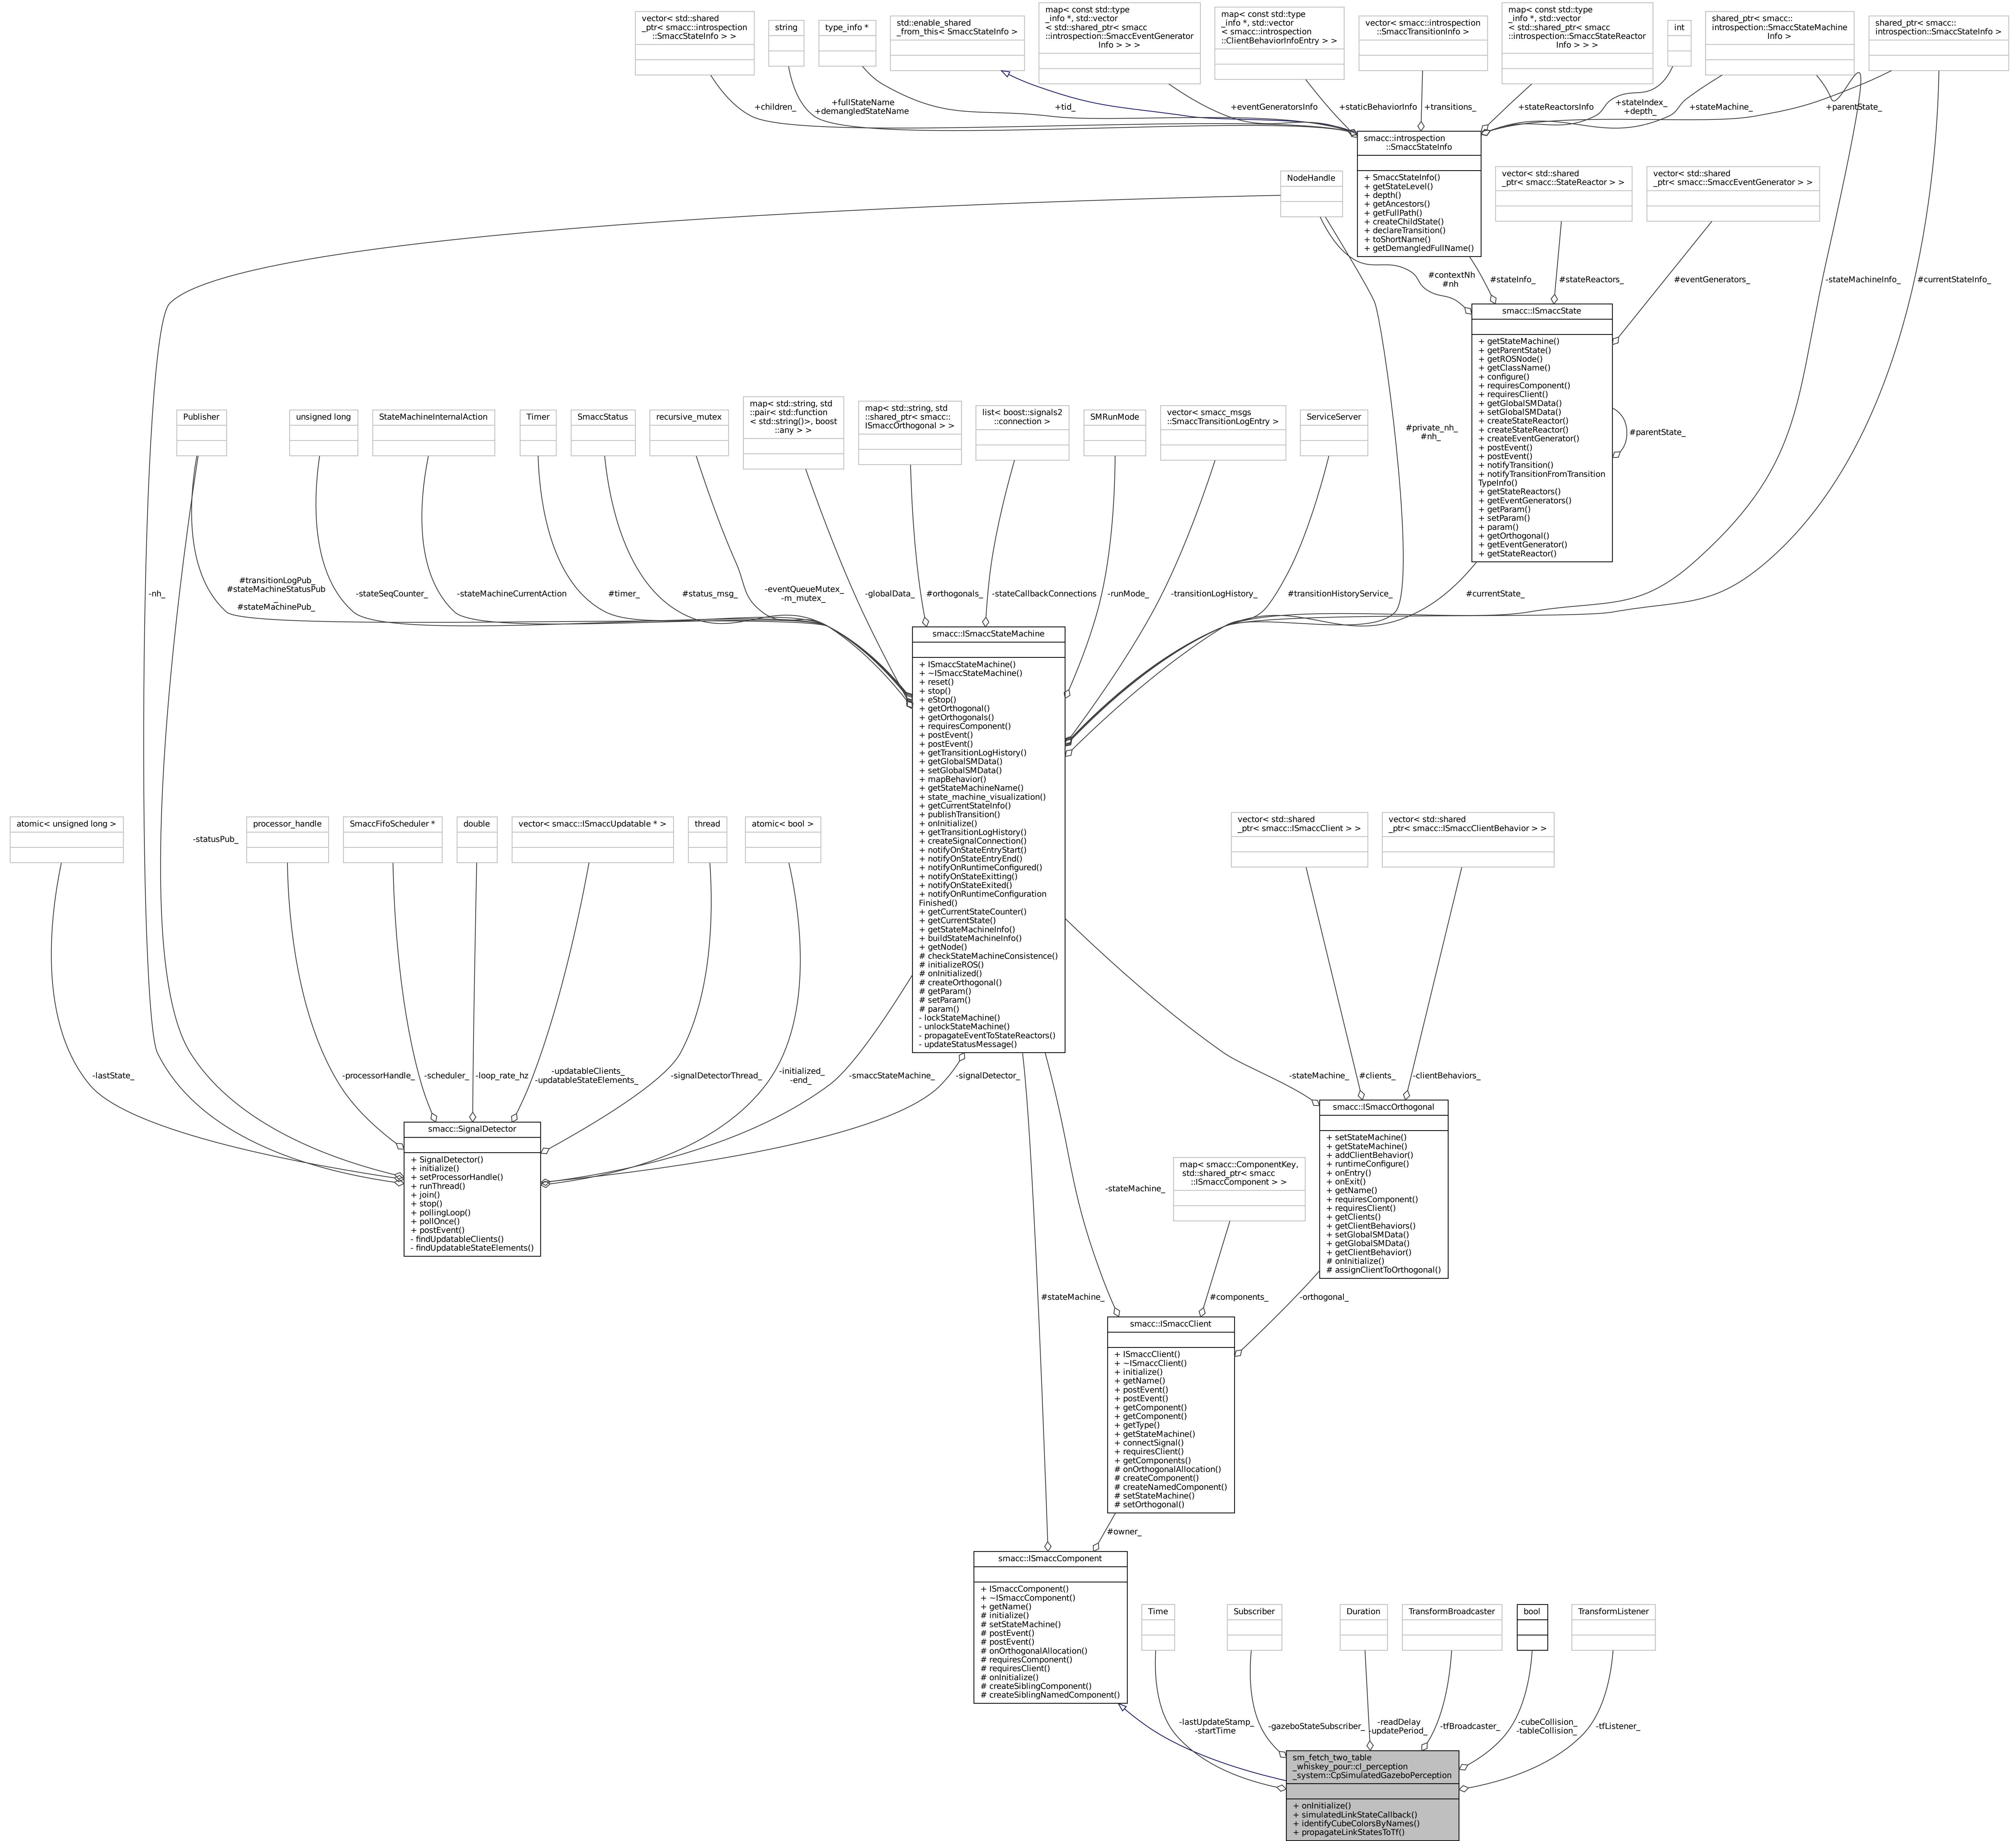 vector< std::shared
_ptr< smacc::introspection
::SmaccStateInfo > >
string
type_info *
std::enable_shared
_from_this< SmaccStateInfo >
map< const std::type
_info *, std::vector
< std::shared_ptr< smacc
::introspection::SmaccEventGenerator
Info > > >
map< const std::type
_info *, std::vector
< smacc::introspection
::ClientBehaviorInfoEntry > >
vector< smacc::introspection
::SmaccTransitionInfo >
map< const std::type
_info *, std::vector
< std::shared_ptr< smacc
::introspection::SmaccStateReactor
Info > > >
int
shared_ptr< smacc::
introspection::SmaccStateMachine
Info >
shared_ptr< smacc::
introspection::SmaccStateInfo >
+children_
+fullStateName
+demangledStateName
+tid_
+eventGeneratorsInfo
+staticBehaviorInfo
+transitions_
+stateReactorsInfo
+stateIndex_
+depth_
+stateMachine_
+parentState_
smacc::introspection
::SmaccStateInfo
+ SmaccStateInfo()
+ getStateLevel()
+ depth()
+ getAncestors()
+ getFullPath()
+ createChildState()
+ declareTransition()
+ toShortName()
+ getDemangledFullName()
NodeHandle
vector< std::shared
_ptr< smacc::StateReactor > >
vector< std::shared
_ptr< smacc::SmaccEventGenerator > >
#contextNh
#nh
#stateInfo_
#stateReactors_
#eventGenerators_
-stateMachineInfo_
#currentStateInfo_
smacc::ISmaccState
+ getStateMachine()
+ getParentState()
+ getROSNode()
+ getClassName()
+ configure()
+ requiresComponent()
+ requiresClient()
+ getGlobalSMData()
+ setGlobalSMData()
+ createStateReactor()
+ createStateReactor()
+ createEventGenerator()
+ postEvent()
+ postEvent()
+ notifyTransition()
+ notifyTransitionFromTransition
TypeInfo()
+ getStateReactors()
+ getEventGenerators()
+ getParam()
+ setParam()
+ param()
+ getOrthogonal()
+ getEventGenerator()
+ getStateReactor()
#parentState_
Publisher
unsigned long
StateMachineInternalAction
Timer
SmaccStatus
recursive_mutex
map< std::string, std
::pair< std::function
< std::string()>, boost
::any > >
map< std::string, std
::shared_ptr< smacc::
ISmaccOrthogonal > >
list< boost::signals2
::connection >
SMRunMode
vector< smacc_msgs
::SmaccTransitionLogEntry >
ServiceServer
#private_nh_
#nh_
-nh_
#transitionLogPub_
#stateMachineStatusPub
_
#stateMachinePub_
-stateSeqCounter_
-stateMachineCurrentAction
#timer_
#status_msg_
-eventQueueMutex_
-m_mutex_
-globalData_
#orthogonals_
-stateCallbackConnections
-runMode_
-transitionLogHistory_
#transitionHistoryService_
#currentState_
smacc::ISmaccStateMachine
+ ISmaccStateMachine()
+ ~ISmaccStateMachine()
+ reset()
+ stop()
+ eStop()
+ getOrthogonal()
+ getOrthogonals()
+ requiresComponent()
+ postEvent()
+ postEvent()
+ getTransitionLogHistory()
+ getGlobalSMData()
+ setGlobalSMData()
+ mapBehavior()
+ getStateMachineName()
+ state_machine_visualization()
+ getCurrentStateInfo()
+ publishTransition()
+ onInitialize()
+ getTransitionLogHistory()
+ createSignalConnection()
+ notifyOnStateEntryStart()
+ notifyOnStateEntryEnd()
+ notifyOnRuntimeConfigured()
+ notifyOnStateExitting()
+ notifyOnStateExited()
+ notifyOnRuntimeConfiguration
Finished()
+ getCurrentStateCounter()
+ getCurrentState()
+ getStateMachineInfo()
+ buildStateMachineInfo()
+ getNode()
# checkStateMachineConsistence()
# initializeROS()
# onInitialized()
# createOrthogonal()
# getParam()
# setParam()
# param()
- lockStateMachine()
- unlockStateMachine()
- propagateEventToStateReactors()
- updateStatusMessage()
atomic< unsigned long >
-statusPub_
processor_handle
SmaccFifoScheduler *
double
vector< smacc::ISmaccUpdatable * >
thread
atomic< bool >
vector< std::shared
_ptr< smacc::ISmaccClient > >
vector< std::shared
_ptr< smacc::ISmaccClientBehavior > >
-lastState_
-processorHandle_
-scheduler_
-loop_rate_hz
-updatableClients_
-updatableStateElements_
-signalDetectorThread_
-initialized_
-end_
-smaccStateMachine_
-signalDetector_
-stateMachine_
#clients_
-clientBehaviors_
smacc::SignalDetector
+ SignalDetector()
+ initialize()
+ setProcessorHandle()
+ runThread()
+ join()
+ stop()
+ pollingLoop()
+ pollOnce()
+ postEvent()
- findUpdatableClients()
- findUpdatableStateElements()
smacc::ISmaccOrthogonal
+ setStateMachine()
+ getStateMachine()
+ addClientBehavior()
+ runtimeConfigure()
+ onEntry()
+ onExit()
+ getName()
+ requiresComponent()
+ requiresClient()
+ getClients()
+ getClientBehaviors()
+ setGlobalSMData()
+ getGlobalSMData()
+ getClientBehavior()
# onInitialize()
# assignClientToOrthogonal()
map< smacc::ComponentKey,
std::shared_ptr< smacc
::ISmaccComponent > >
-stateMachine_
#stateMachine_
#components_
-orthogonal_
smacc::ISmaccClient
+ ISmaccClient()
+ ~ISmaccClient()
+ initialize()
+ getName()
+ postEvent()
+ postEvent()
+ getComponent()
+ getComponent()
+ getType()
+ getStateMachine()
+ connectSignal()
+ requiresClient()
+ getComponents()
# onOrthogonalAllocation()
# createComponent()
# createNamedComponent()
# setStateMachine()
# setOrthogonal()
#owner_
smacc::ISmaccComponent
+ ISmaccComponent()
+ ~ISmaccComponent()
+ getName()
# initialize()
# setStateMachine()
# postEvent()
# postEvent()
# onOrthogonalAllocation()
# requiresComponent()
# requiresClient()
# onInitialize()
# createSiblingComponent()
# createSiblingNamedComponent()
Time
Subscriber
Duration
TransformBroadcaster
bool
TransformListener
-lastUpdateStamp_
-startTime
-gazeboStateSubscriber_
-readDelay
-updatePeriod_
-tfBroadcaster_
-cubeCollision_
-tableCollision_
-tfListener_
sm_fetch_two_table
_whiskey_pour::cl_perception
_system::CpSimulatedGazeboPerception
+ onInitialize()
+ simulatedLinkStateCallback()
+ identifyCubeColorsByNames()
+ propagateLinkStatesToTf()